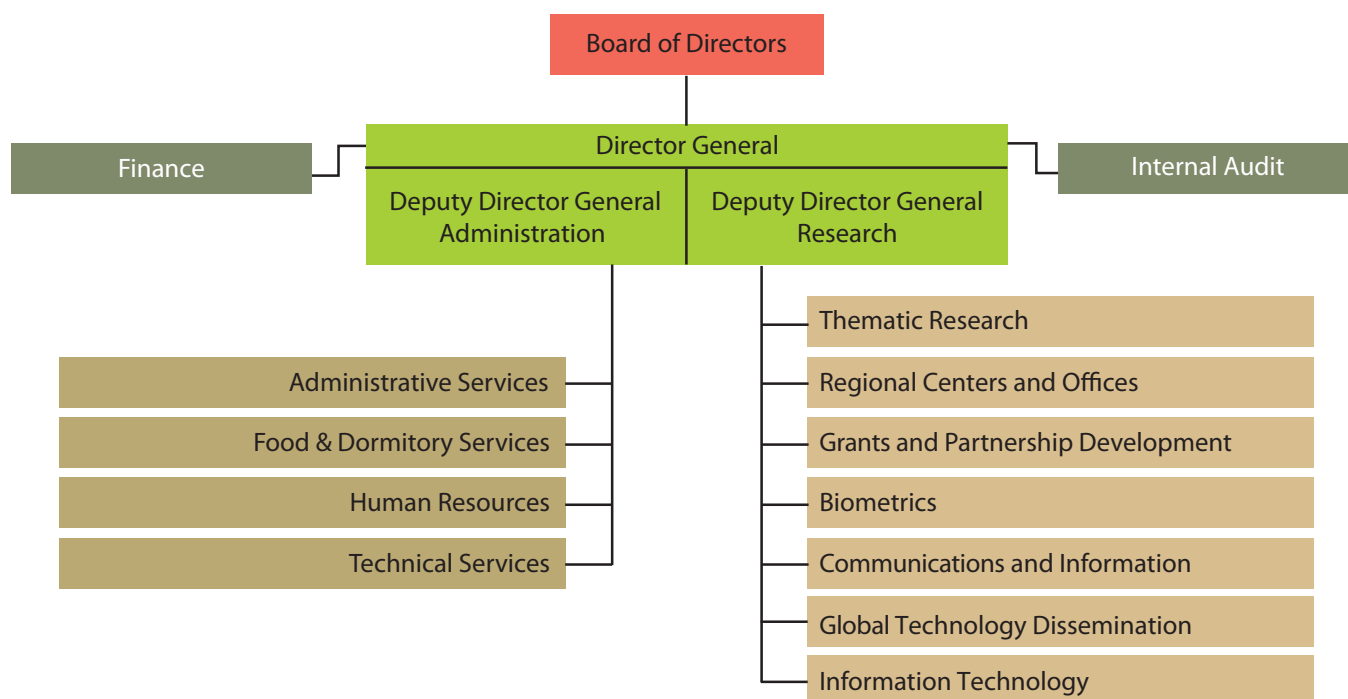 Board of Directors
Director General
Finance
Internal Audit
Deputy Director General
Administration
Deputy Director General
Research
Administrative Services
Food & Dormitory Services
Human Resources
Technical Services
Thematic Research
Regional Centers and Offices
Grants and Partnership Development
Biometrics
Communications and Information
Global Technology Dissemination
Information Technology